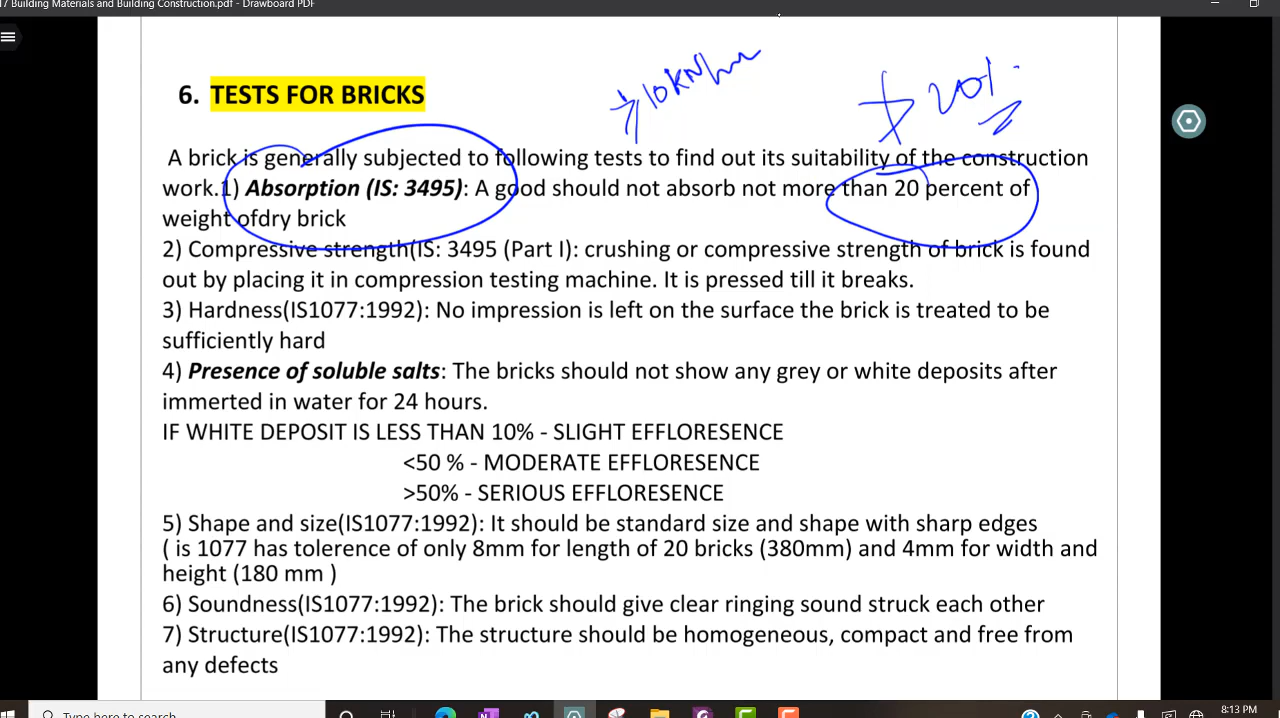 17 Building Materials and Building Construction.pdf - Drawboard PDF
6. TESTS FOR BRICKS
20%
A brick is generally subjected to following tests to find out its suitability of the construction
work.1) Absorption (IS: 3495): A good should not absorb not more than 20 percent of
weight ofdry brick
2) Compressive strength(IS: 3495 (Part I): crushing or compressive strength of brick is found
out by placing it in compression testing machine. It is pressed till it breaks.
3) Hardness(IS1077:1992): No impression is left on the surface the brick is treated to be
sufficiently hard
4) Presence of soluble salts: The bricks should not show any grey or white deposits after
immerted in water for 24 hours.
IF WHITE DEPOSIT IS LESS THAN 10% - SLIGHT EFFLORESENCE
<50 % - MODERATE EFFLORESENCE
>50% - SERIOUS EFFLORESENCE
5) Shape and size(IS1077:1992): It should be standard size and shape with sharp edges
( is 1077 has tolerence of only 8mm for length of 20 bricks (380mm) and 4mm for width and
height (180 mm )
6) Soundness(IS1077:1992): The brick should give clear ringing sound struck each other
7) Structure(IS1077:1992): The structure should be homogeneous, compact and free from
any defects
Type here to search
8:13 PM